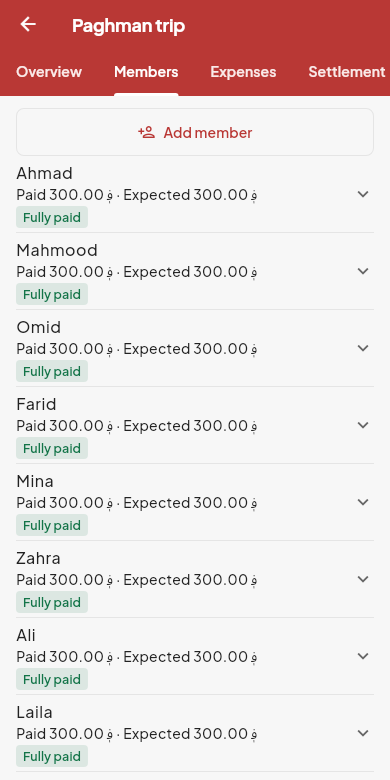 Paghman trip
Overview Members Expenses Settlement
Add member
Ahmad
Paid 300.00 ؋ · Expected 300.00 ؋
Fully paid
Mahmood
Paid 300.00 ؋ · Expected 300.00 ؋
Fully paid
Omid
Paid 300.00 ؋ · Expected 300.00 ؋
Fully paid
Farid
Paid 300.00 ؋ · Expected 300.00 ؋
Fully paid
Mina
Paid 300.00 ؋ · Expected 300.00 ؋
Fully paid
Zahra
Paid 300.00 ؋ · Expected 300.00 ؋
Fully paid
Ali
Paid 300.00 ؋ · Expected 300.00 ؋
Fully paid
Laila
Paid 300.00 ؋ · Expected 300.00 ؋
Fully paid